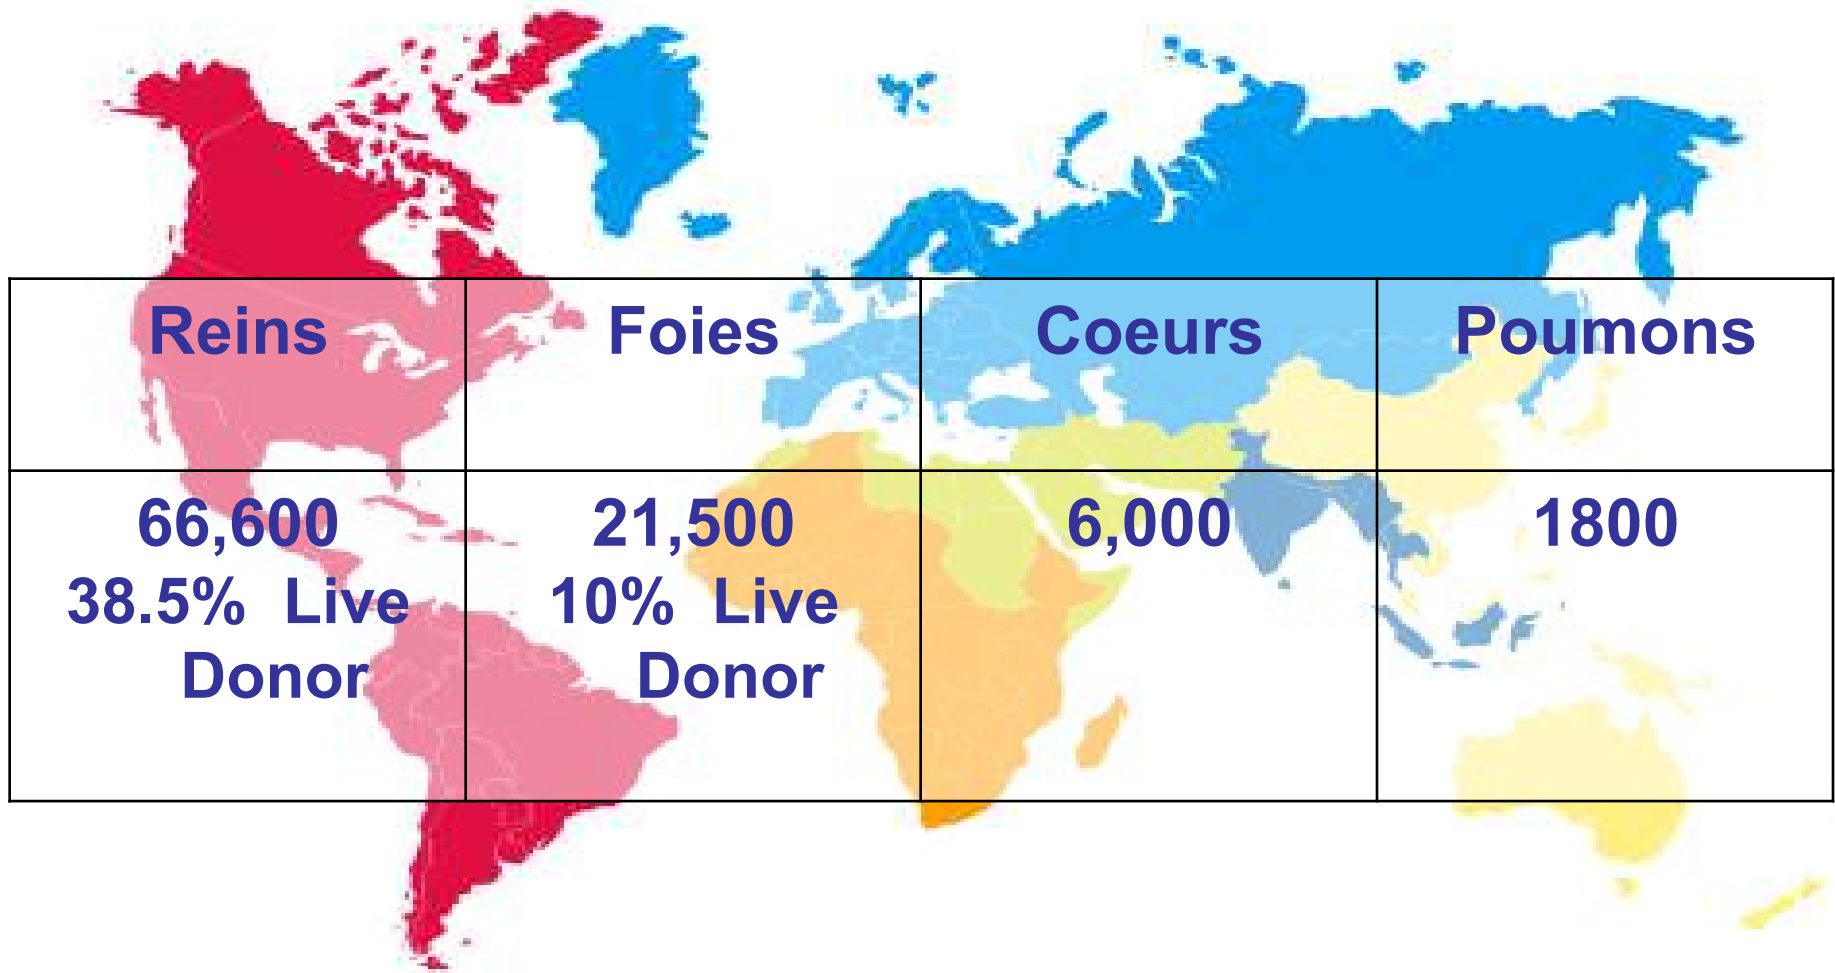 Reins Foies Coeurs Poumons
66,600 21,500 6,000 1800
38.5% Live 10% Live
Donor Donor